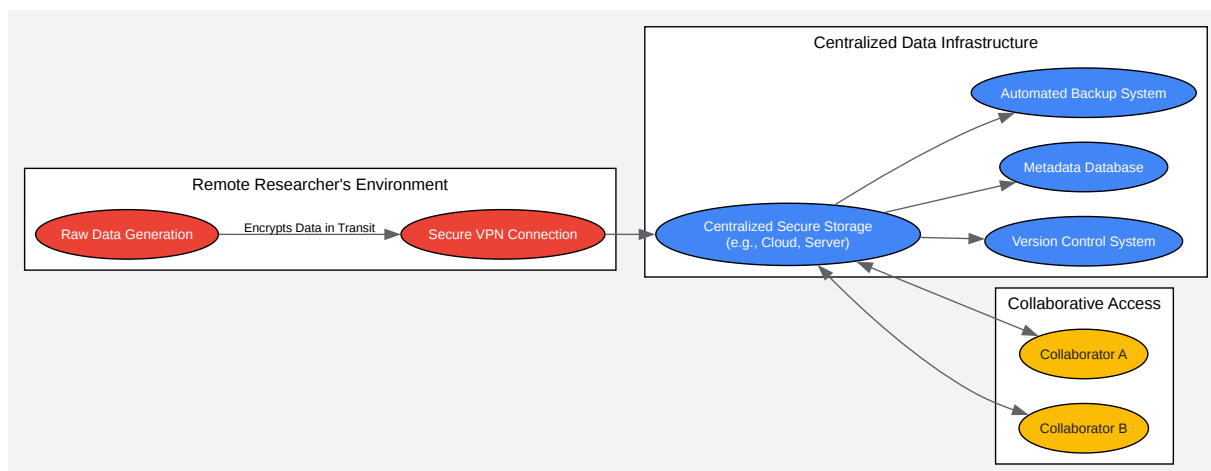 Centralized Data Infrastructure
Automated Backup System
Metadata Database
Remote Researcher's Environment
Raw Data Generation
Encrypts Data in Transit
Secure VPN Connection
Centralized Secure Storage
(e.g., Cloud, Server)
Version Control System
Collaborative Access
Collaborator A
Collaborator B